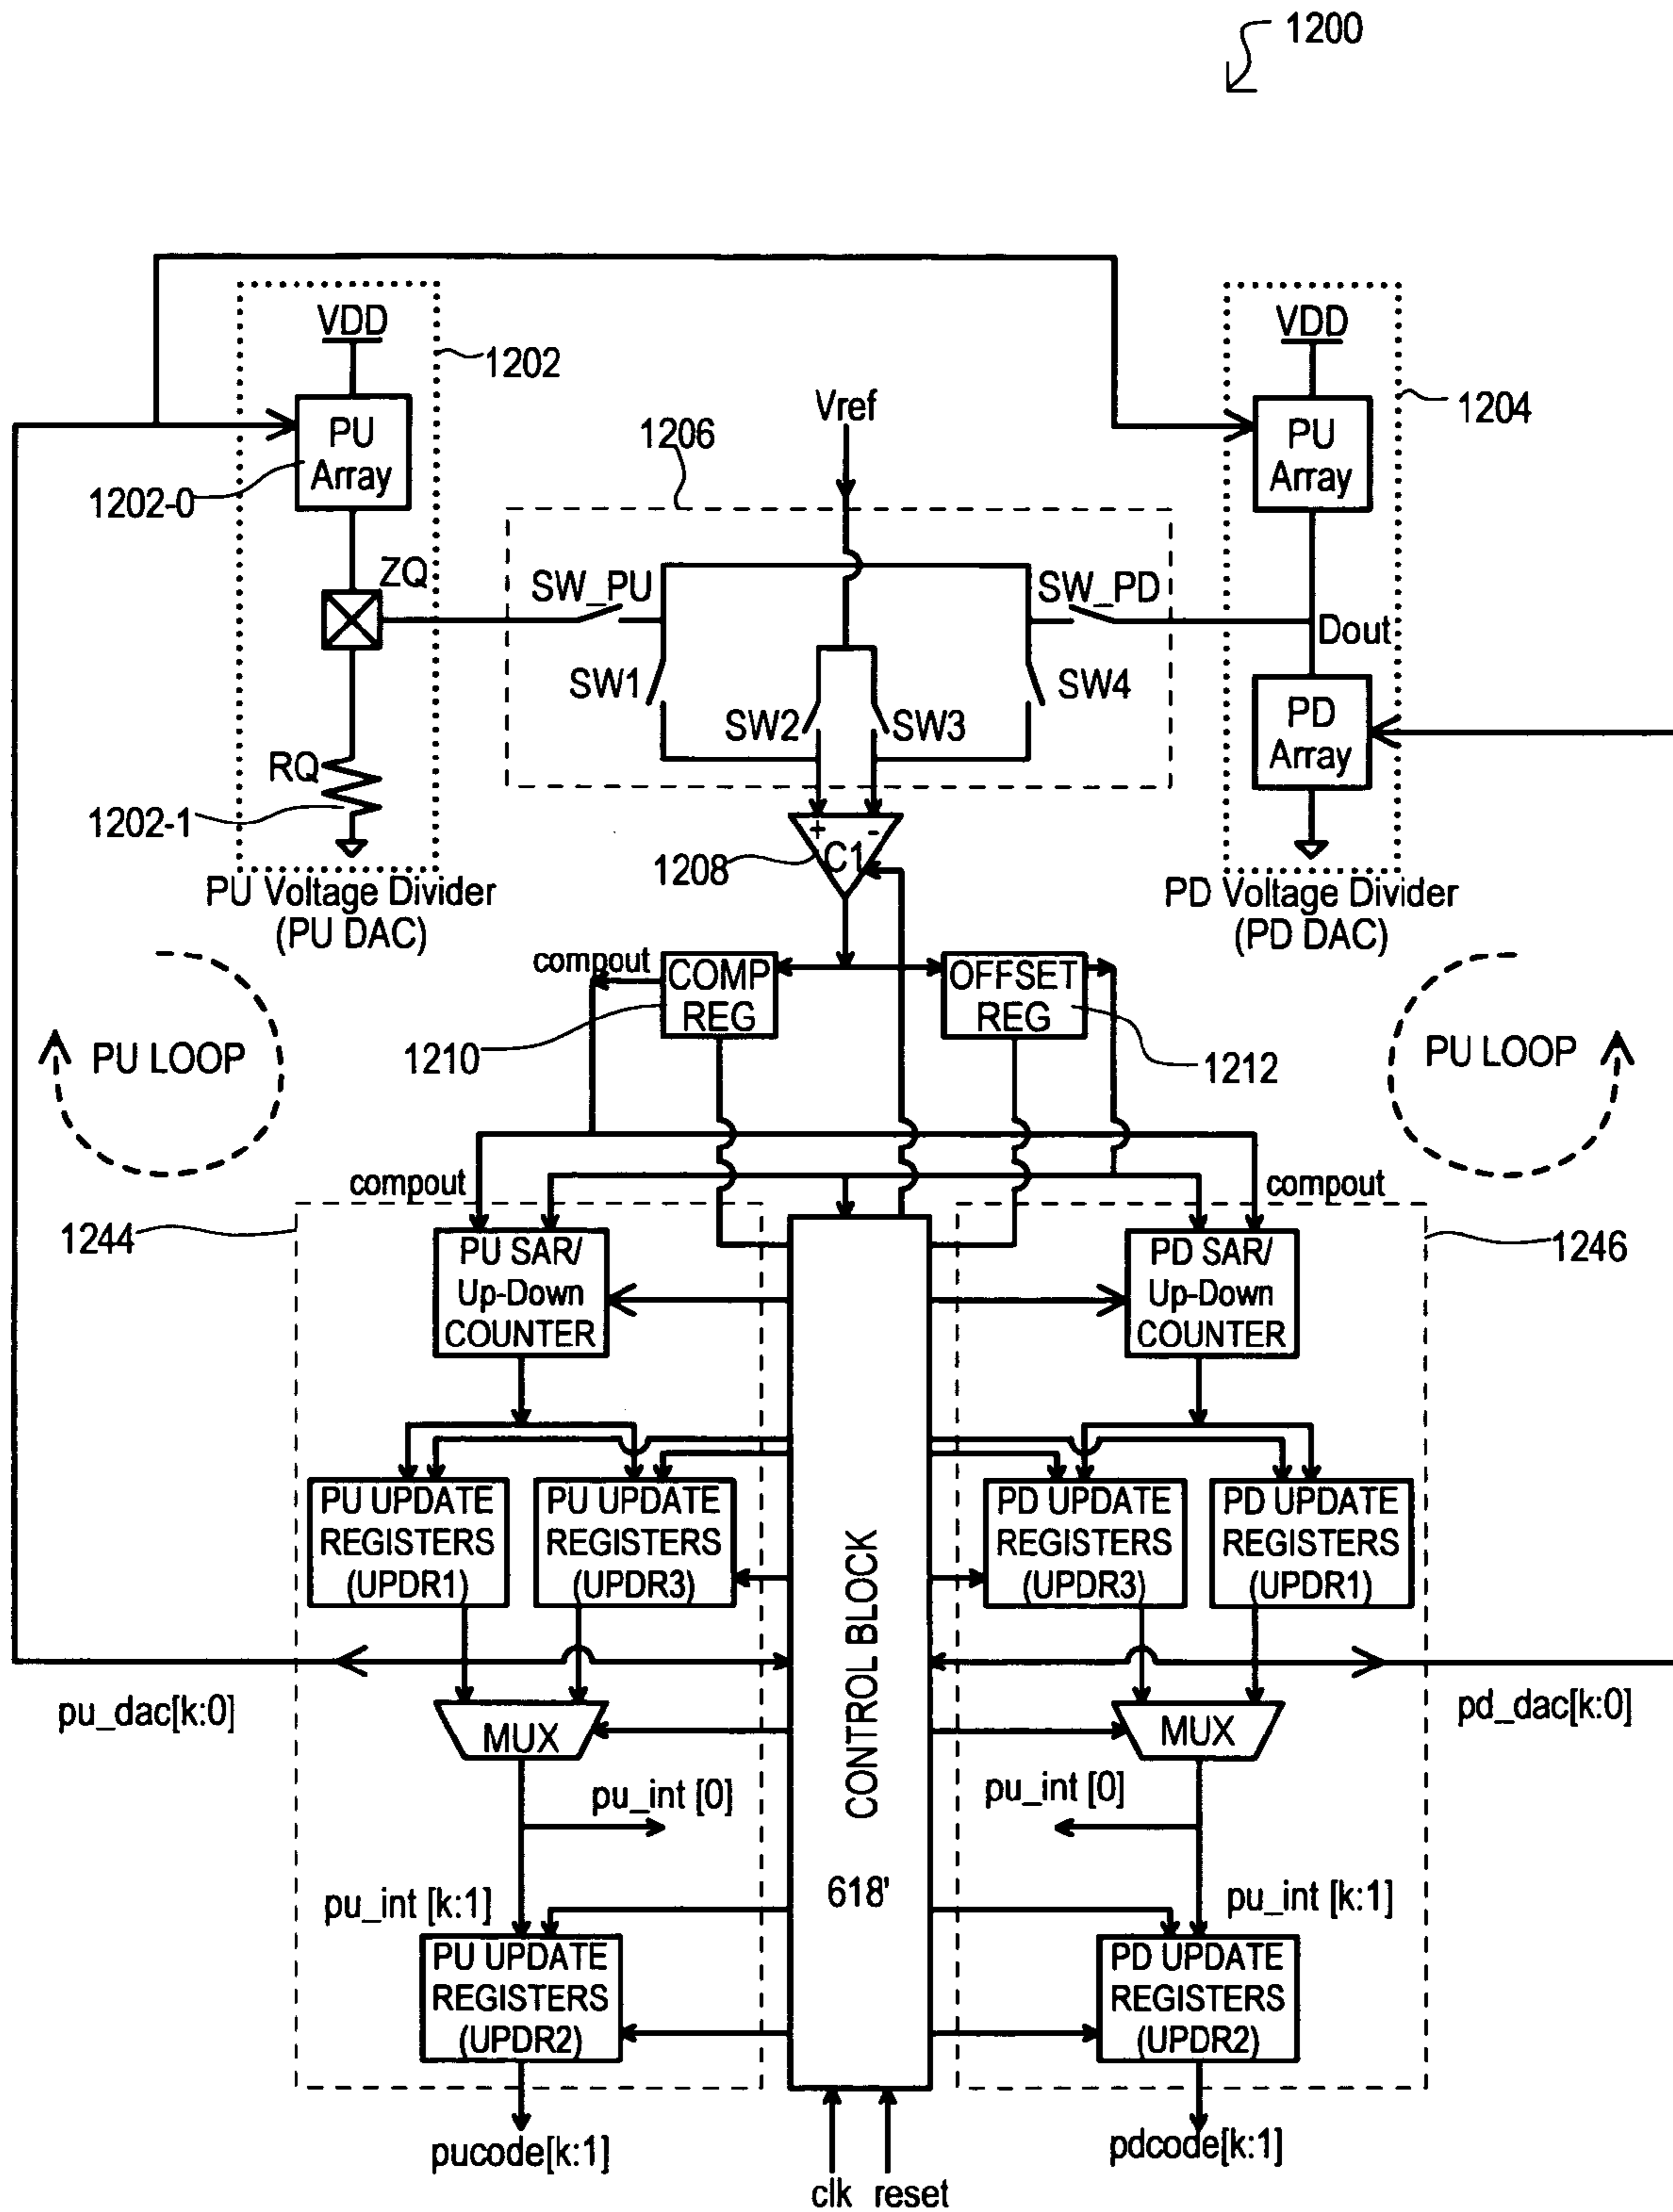 1200
VDD
1202
PU
Array
1202-0
ZQ
RQ
1202-1
PU Voltage Divider
(PU DAC)
Vref
1206
SW_PU
SW_PD
SW1
SW2
SW3
SW4
+
-
C1
1208
VDD
1204
PU
Array
Dout
PD
Array
PD Voltage Divider
(PD DAC)
compout
COMP
REG
OFFSET
REG
1210
1212
PU LOOP
PU LOOP
compout
compout
1244
1246
PU SAR/
Up-Down
COUNTER
PD SAR/
Up-Down
COUNTER
PU UPDATE
REGISTERS
(UPDR1)
PU UPDATE
REGISTERS
(UPDR3)
PD UPDATE
REGISTERS
(UPDR3)
PD UPDATE
REGISTERS
(UPDR1)
CONTROL BLOCK
618'
pu_dac[k:0]
pd_dac[k:0]
MUX
MUX
pu_int [0]
pu_int [0]
pu_int [k:1]
pu_int [k:1]
PU UPDATE
REGISTERS
(UPDR2)
PD UPDATE
REGISTERS
(UPDR2)
pucode[k:1]
pdcode[k:1]
clk reset